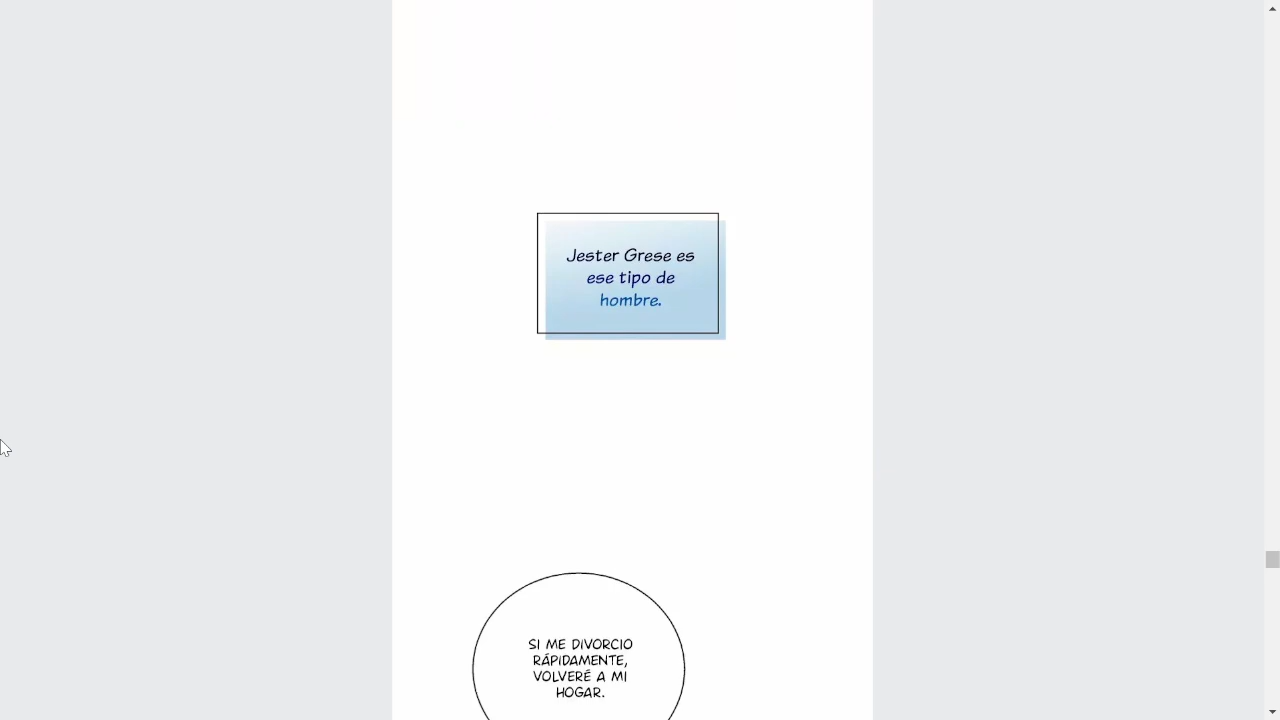 Jester Grese es
ese tipo de
hombre.
SI ME DIVORCIO
RÁPIDAMENTE,
VOLVERÉ A MI
HOGAR.